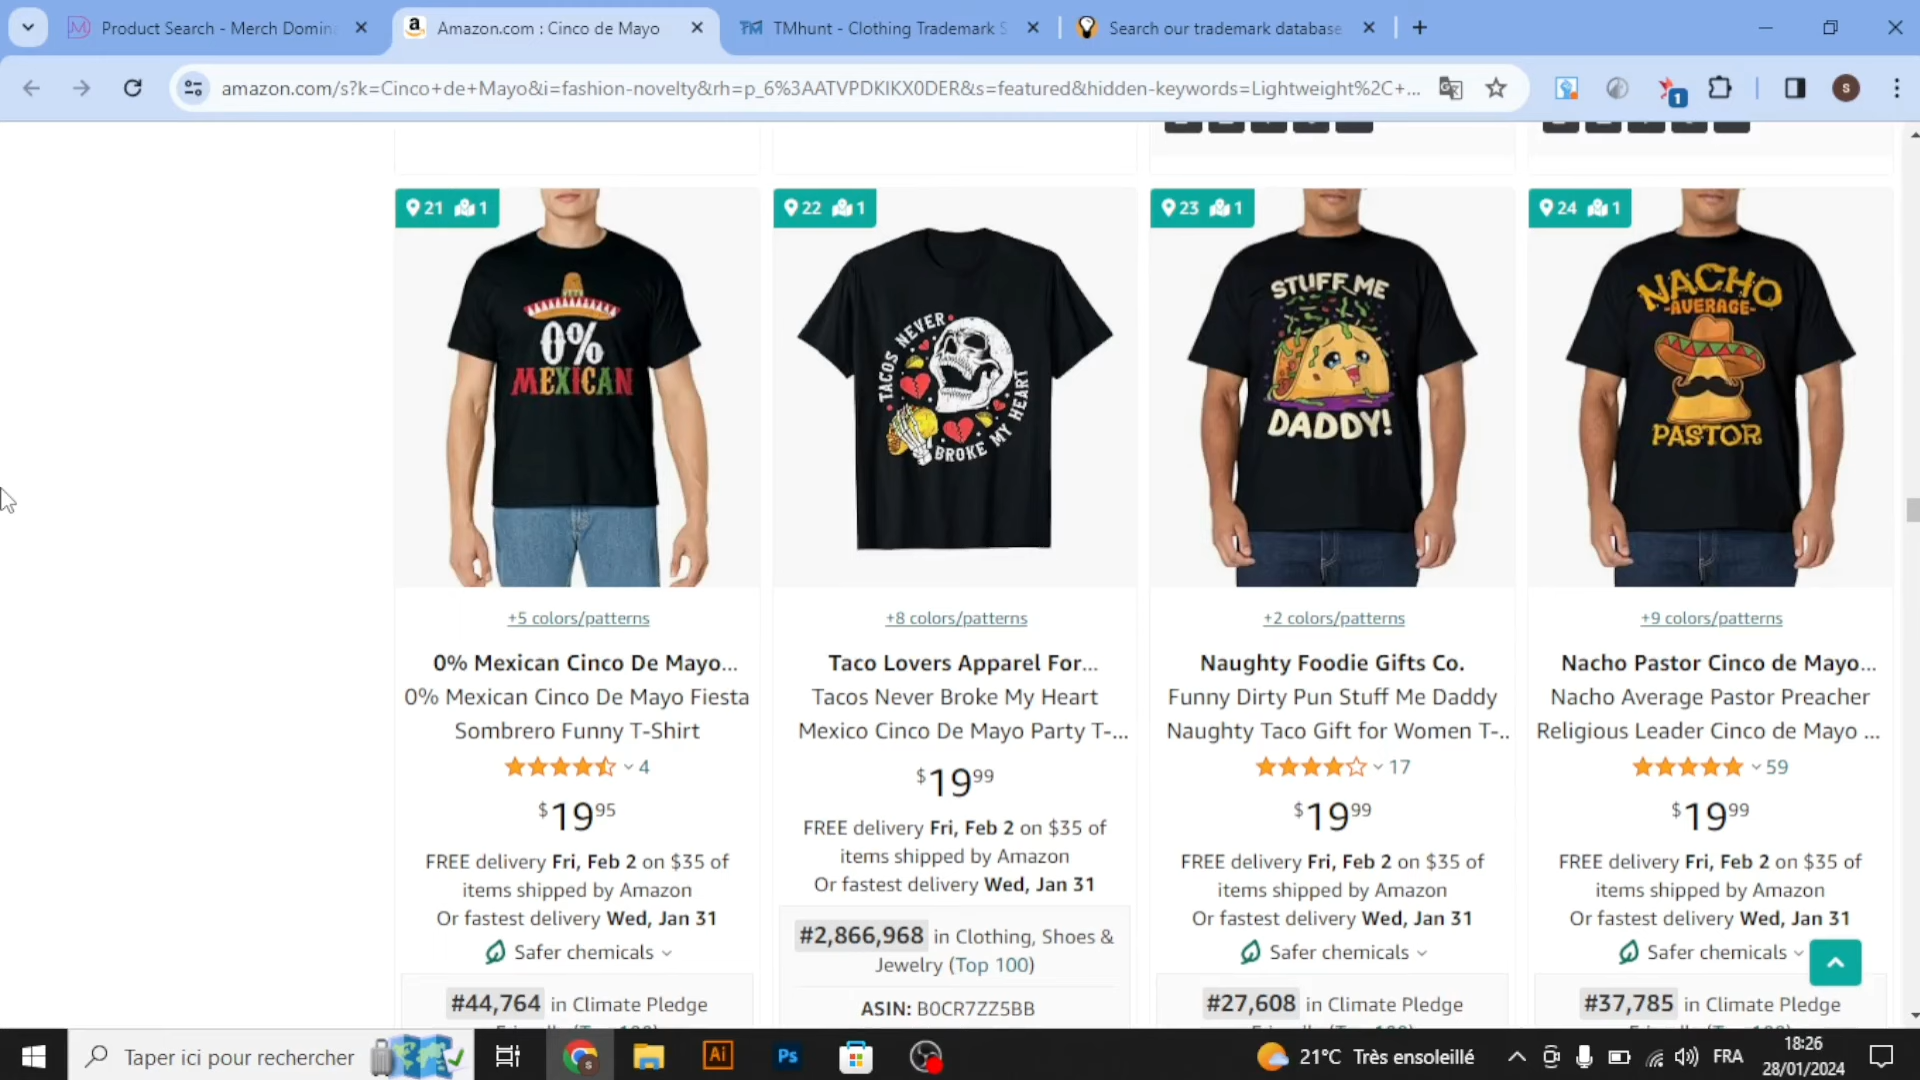 Product Search - Merch Domin
Amazon.com : Cinco de Mayo
TMhunt - Clothing Trademark S
Search our trademark database
amazon.com/s?k=Cinco+de+Mayo&i=fashion-novelty&rh=p_6%3AATVPDKIKX0DER&s=featured&hidden-keywords=Lightweight%2C+...
1
S
21 1
22 1
23 1
24 1
0%
MEXICAN
TACOS NEVER
BROKE MY HEART
STUFF ME
DADDY!
NACHO
-AVERAGE-
PASTOR
+5 colors/patterns
+8 colors/patterns
+2 colors/patterns
+9 colors/patterns
0% Mexican Cinco De Mayo...
0% Mexican Cinco De Mayo Fiesta
Sombrero Funny T-Shirt
4
$19.95
FREE delivery Fri, Feb 2 on $35 of
items shipped by Amazon
Or fastest delivery Wed, Jan 31
Safer chemicals
#44,764 in Climate Pledge
Taco Lovers Apparel For...
Tacos Never Broke My Heart
Mexico Cinco De Mayo Party T-...
$19.99
FREE delivery Fri, Feb 2 on $35 of
items shipped by Amazon
Or fastest delivery Wed, Jan 31
#2,866,968 in Clothing, Shoes &
Jewelry (Top 100)
ASIN: B0CR7ZZ5BB
Naughty Foodie Gifts Co.
Funny Dirty Pun Stuff Me Daddy
Naughty Taco Gift for Women T-..
17
$19.99
FREE delivery Fri, Feb 2 on $35 of
items shipped by Amazon
Or fastest delivery Wed, Jan 31
Safer chemicals
#27,608 in Climate Pledge
Nacho Pastor Cinco de Mayo...
Nacho Average Pastor Preacher
Religious Leader Cinco de Mayo ...
59
$19.99
FREE delivery Fri, Feb 2 on $35 of
items shipped by Amazon
Or fastest delivery Wed, Jan 31
Safer chemicals
#37,785 in Climate Pledge
Taper ici pour rechercher
Ai
Ps
21°C Très ensoleillé
FRA
18:26
28/01/2024